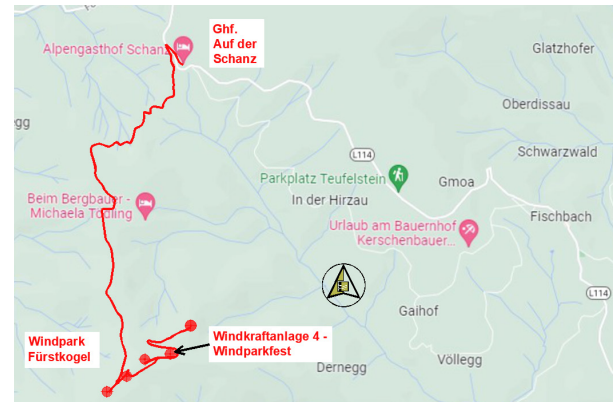 Ghf.
Auf der
Schanz
Alpengasthof Schanz
Glatzhofer
Oberdissau
egg
L114
Schwarzwald
Parkplatz Teufelstein
Gmoa
In der Hirzau
Beim Bergbauer -
Michaela Tödling
Urlaub am Bauernhof
Kerschenbauer...
Fischbach
L114
Gaihof
Windpark
Fürstkogel
Windkraftanlage 4 -
Windparkfest
Dernegg
Völlegg